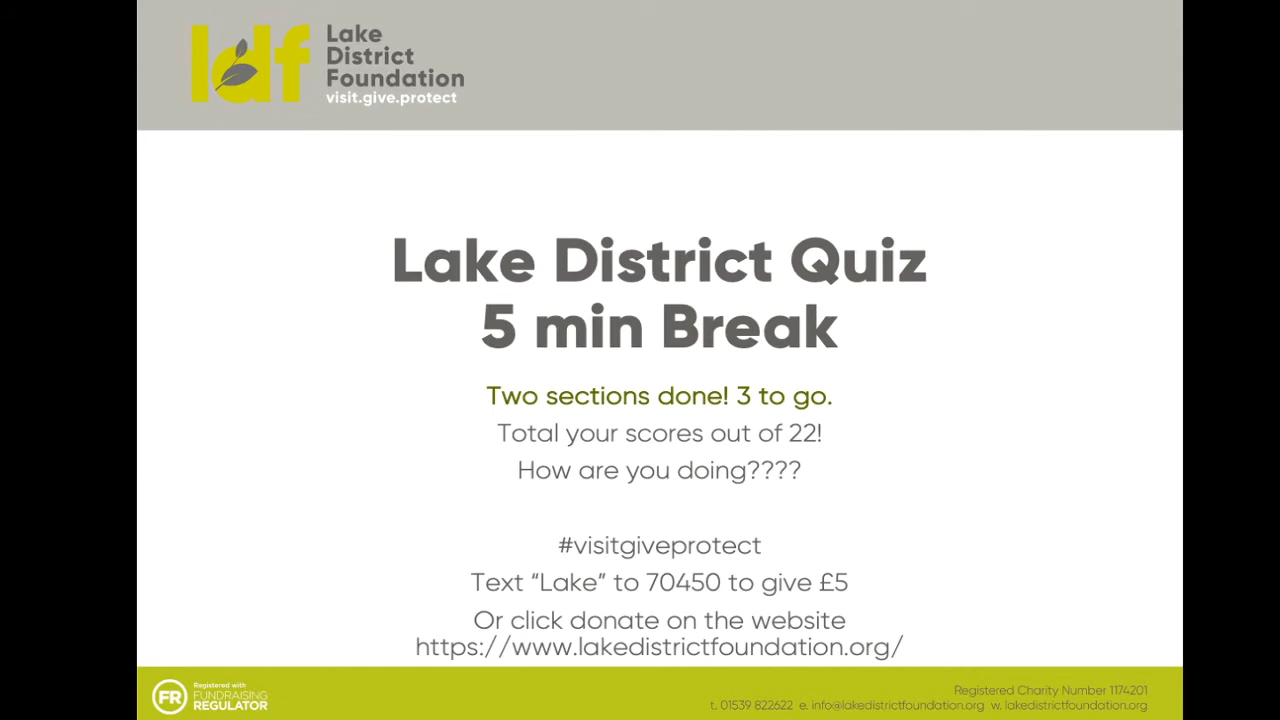 ldf
Lake
District
Foundation
visit.give.protect
Lake District Quiz
5 min Break
Two sections done! 3 to go.
Total your scores out of 22!
How are you doing????
#visitgiveprotect
Text “Lake” to 70450 to give £5
Or click donate on the website
https://www.lakedistrictfoundation.org/
FR
Registered with
FUNDRAISING
REGULATOR
Registered Charity Number 1174201
t. 01539 822622 e. info@lakedistrictfoundation.org w. lakedistrictfoundation.org